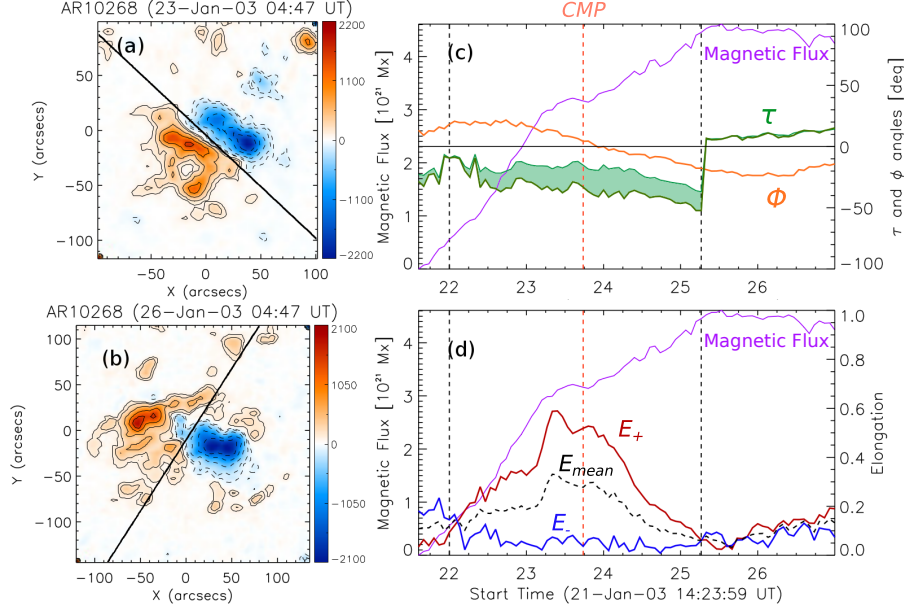 AR10268 (23-Jan-03 04:47 UT)
(a)
Y (arcsecs)
50
0
-50
-100
-50 0 50 100
X (arcsecs)
2200
1100
0
-1100
-2200
AR10268 (26-Jan-03 04:47 UT)
(b)
Y (arcsecs)
100
50
0
-50
-100
-120 -100 -50 0 50 100
X (arcsecs)
2100
1050
0
-1050
-2100
CMP
(c)
Magnetic Flux
τ
Φ
Magnetic Flux [10²¹ Mx]
4
3
2
1
0
100
50
0
-50
-100
τ and φ angles [deg]
22 23 24 25 26
(d)
Magnetic Flux
E+
Emean
E-
Magnetic Flux [10²¹ Mx]
4
3
2
1
0
1.0
0.8
0.6
0.4
0.2
0.0
Elongation
22 23 24 25 26
Start Time (21-Jan-03 14:23:59 UT)